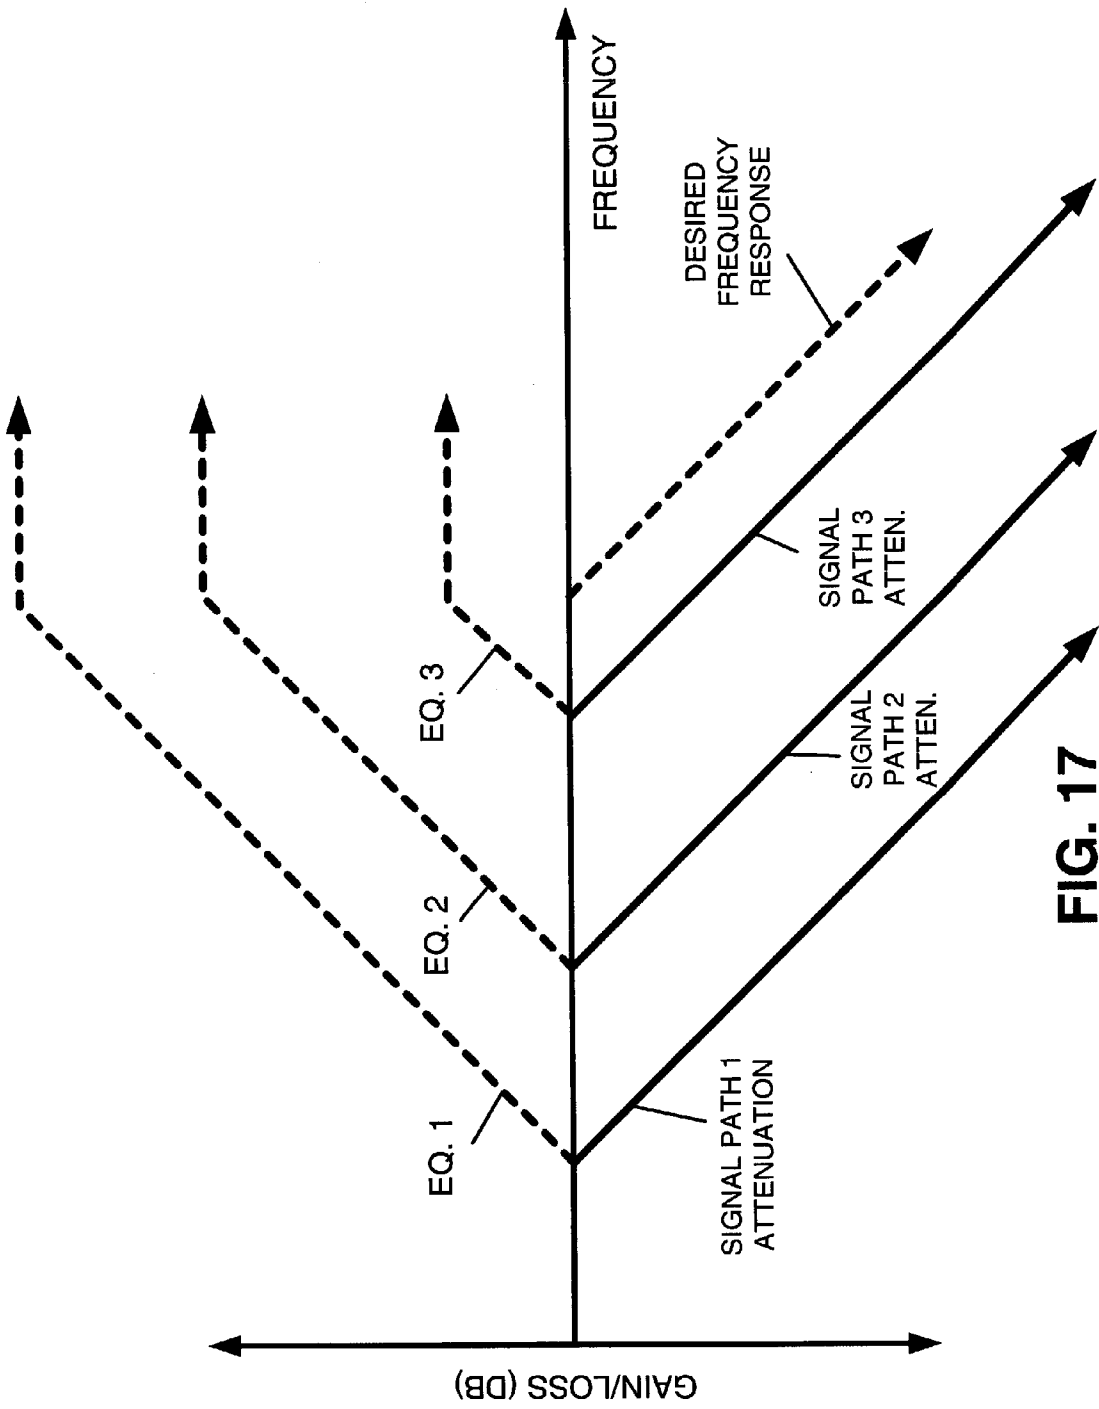 GAIN/LOSS (DB)
EQ. 1
EQ. 2
EQ. 3
FREQUENCY
SIGNAL PATH 1
ATTENUATION
SIGNAL
PATH 2
ATTEN.
SIGNAL
PATH 3
ATTEN.
DESIRED
FREQUENCY
RESPONSE
FIG. 17